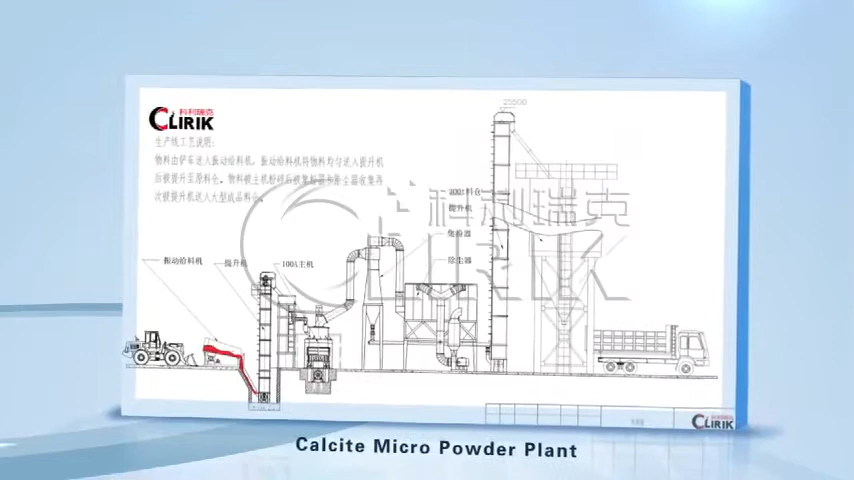 科利瑞克
CLIRIK
生产线工艺说明:
物料由铲车送入振动给料机，振动给料机将物料均匀送入提升机
后被提升至原料仓。物料被主机粉碎后被集粉器和除尘器收集再
次被提升机送入大型成品料仓。
25000
300t料仓
提升机
集粉器
除尘器
科利瑞克
CLIRIK
振动给料机
提升机
主机
科利瑞克
CLIRIK
Calcite Micro Powder Plant